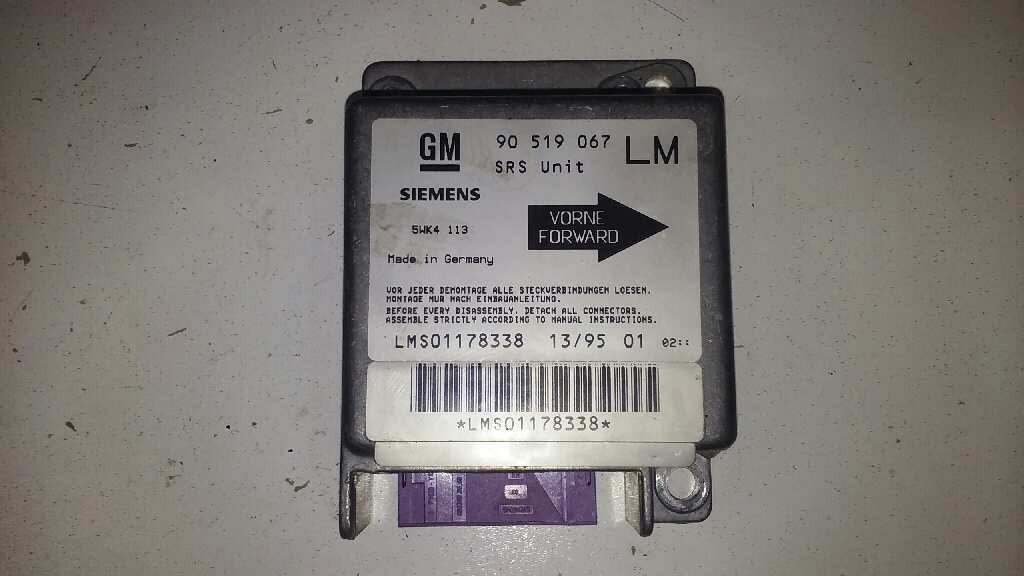 GM 90 519 067 LM
SRS Unit
SIEMENS
VORNE
FORWARD
5WK4 113
Made in Germany
VOR JEDER DEMONTAGE ALLE STECKVERBINDUNGEN LOESEN.
MONTAGE NUR NACH EINBAUANLEITUNG.
BEFORE EVERY DISASSEMBLY, DETACH ALL CONNECTORS.
ASSEMBLE STRICTLY ACCORDING TO MANUAL INSTRUCTIONS.
LMS01178338 13/95 01 02::
*LMS01178338*